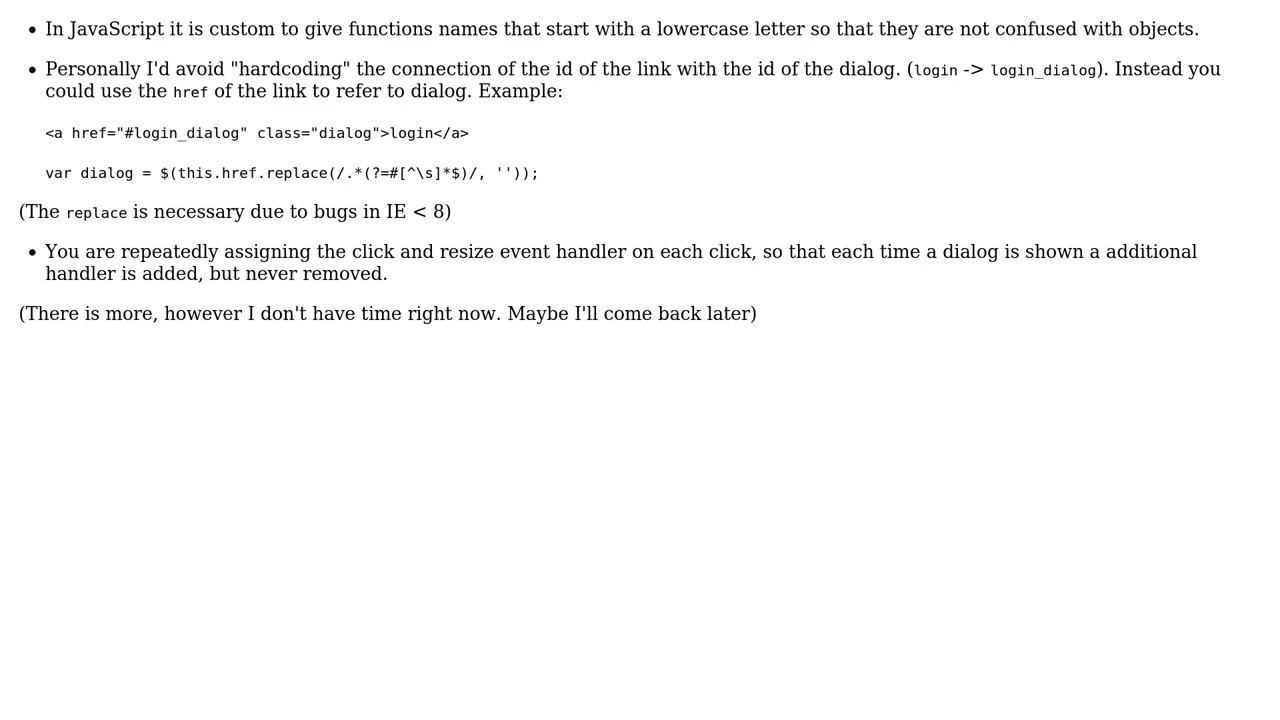 • In JavaScript it is custom to give functions names that start with a lowercase letter so that they are not confused with objects.
• Personally I'd avoid "hardcoding" the connection of the id of the link with the id of the dialog. (login -> login_dialog). Instead you
could use the href of the link to refer to dialog. Example:
<a href="#login_dialog" class="dialog">login</a>
var dialog = $(this.href.replace(/.*(?=#[^\s]*$)/, ''));
(The replace is necessary due to bugs in IE < 8)
• You are repeatedly assigning the click and resize event handler on each click, so that each time a dialog is shown a additional
handler is added, but never removed.
(There is more, however I don't have time right now. Maybe I'll come back later)